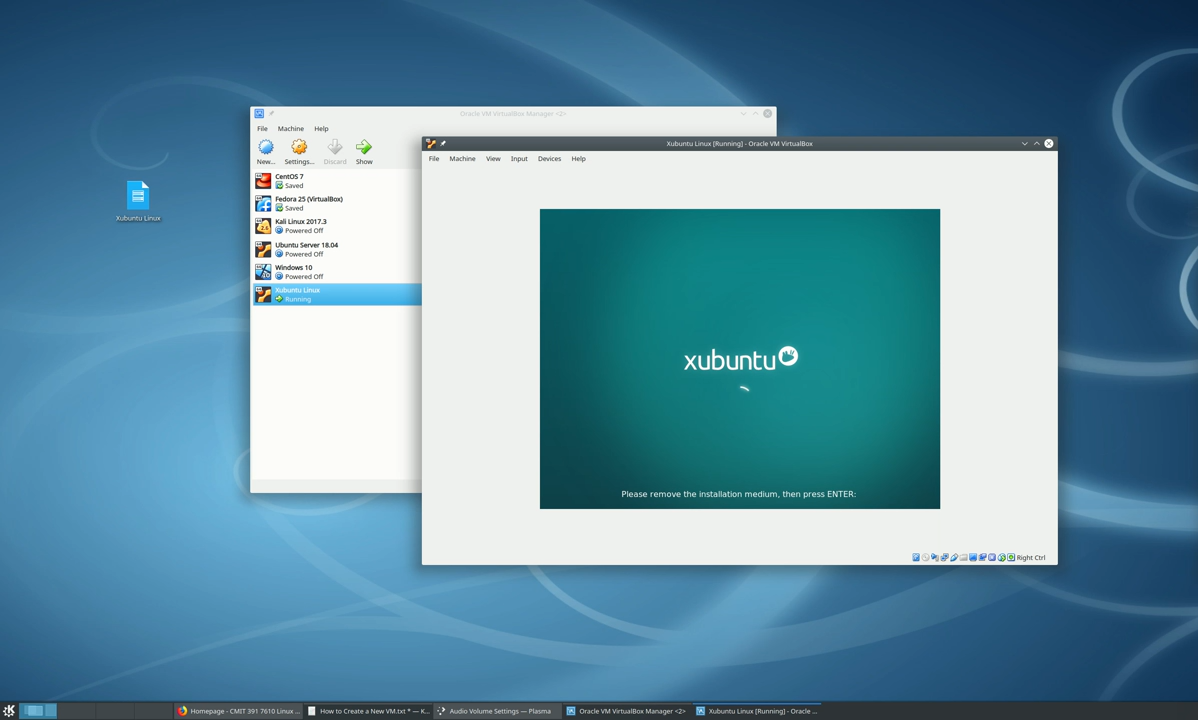 Oracle VM VirtualBox Manager <2>
File Machine Help
New... Settings... Discard Show
CentOS 7
Saved
Fedora 25 (VirtualBox)
Saved
Kali Linux 2017.3
Powered Off
Ubuntu Server 18.04
Powered Off
Windows 10
Powered Off
Xubuntu Linux
Running
Xubuntu Linux
Xubuntu Linux [Running] - Oracle VM VirtualBox
File Machine View Input Devices Help
xubuntu
Please remove the installation medium, then press ENTER:
Right Ctrl
Homepage - CMIT 391 7610 Linux ...
How to Create a New VM.txt * — K...
Audio Volume Settings — Plasma
Oracle VM VirtualBox Manager <2>
Xubuntu Linux [Running] - Oracle ...